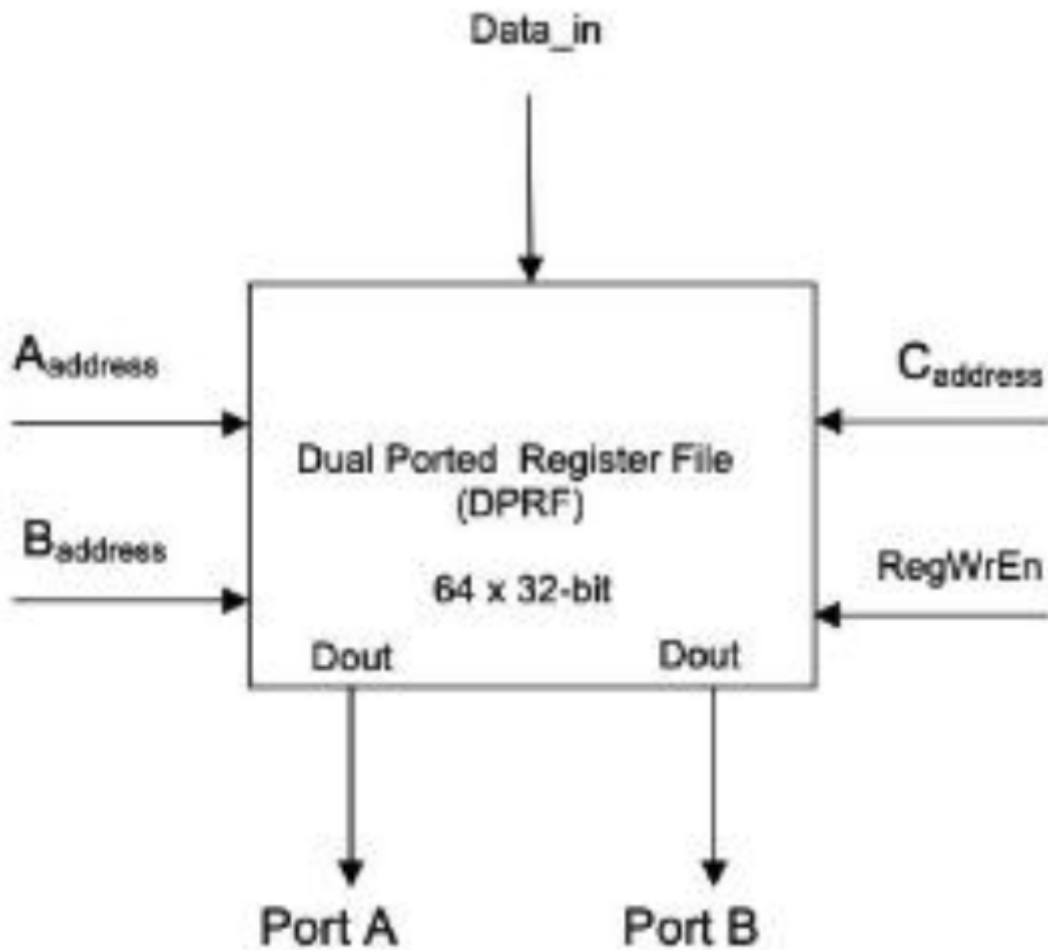 Data_in
Aaddress
Caddress
Dual Ported Register File
(DPRF)
Baddress
RegWrEn
64 x 32-bit
Dout
Dout
Port A
Port B